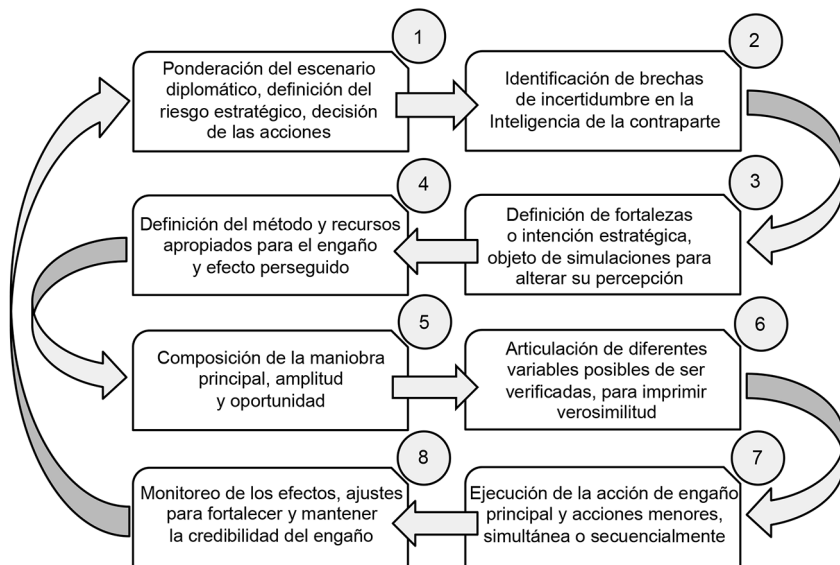 1
Ponderación del escenario
diplomático, definición del
riesgo estratégico, decisión
de las acciones
2
Identificación de brechas
de incertidumbre en la
Inteligencia de la contraparte
3
Definición de fortalezas
o intención estratégica,
objeto de simulaciones para
alterar su percepción
4
Definición del método y recursos
apropiados para el engaño
y efecto perseguido
5
Composición de la maniobra
principal, amplitud
y oportunidad
6
Articulación de diferentes
variables posibles de ser
verificadas, para imprimir
verosimilitud
7
Ejecución de la acción de engaño
principal y acciones menores,
simultánea o secuencialmente
8
Monitoreo de los efectos, ajustes
para fortalecer y mantener
la credibilidad del engaño